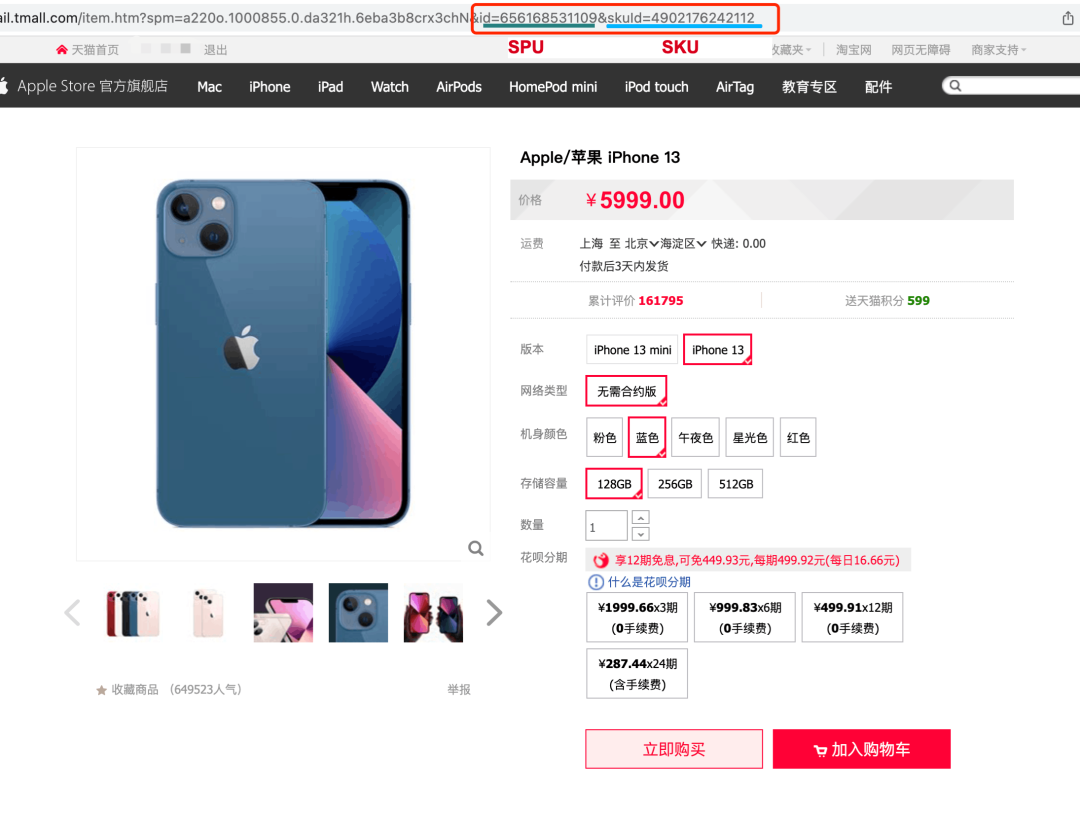 ail.tmall.com/item.htm?spm=a220o.1000855.0.da321h.6eba3b8crx3chN&id=656168531109&skuId=4902176242112
天猫首页 退出 SPU SKU 收藏夹 淘宝网 网页无障碍 商家支持
Apple Store 官方旗舰店 Mac iPhone iPad Watch AirPods HomePod mini iPod touch AirTag 教育专区 配件
Apple/苹果 iPhone 13
价格 ¥5999.00
运费 上海 至 北京 海淀区 快递: 0.00
付款后3天内发货
累计评价 161795 送天猫积分 599
版本 iPhone 13 mini iPhone 13
网络类型 无需合约版
机身颜色 粉色 蓝色 午夜色 星光色 红色
存储容量 128GB 256GB 512GB
数量 1
花呗分期 享12期免息,可免449.93元,每期499.92元(每日16.66元)
什么是花呗分期
¥1999.66x3期 ¥999.83x6期 ¥499.91x12期
(0手续费) (0手续费) (0手续费)
¥287.44x24期
(含手续费)
收藏商品 (649523人气) 举报
立即购买 加入购物车